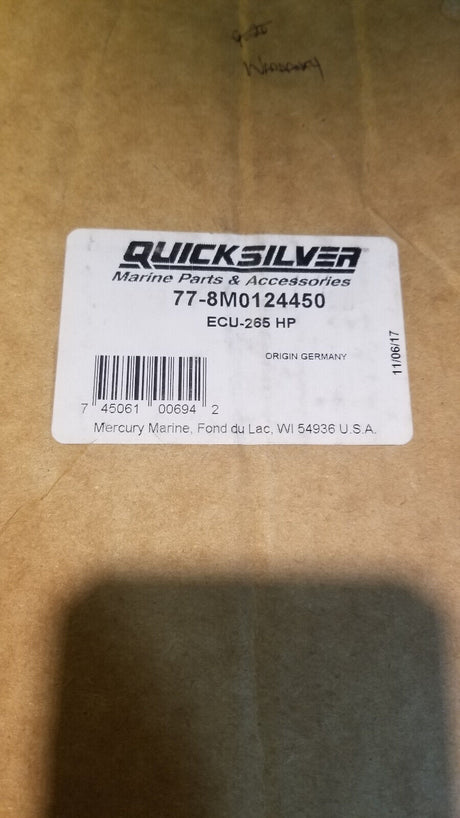 Warranty
QUICKSILVER
Marine Parts & Accessories
77-8M0124450
ECU-265 HP
ORIGIN GERMANY
11/06/17
7 45061 00694 2
Mercury Marine, Fond du Lac, WI 54936 U.S.A.